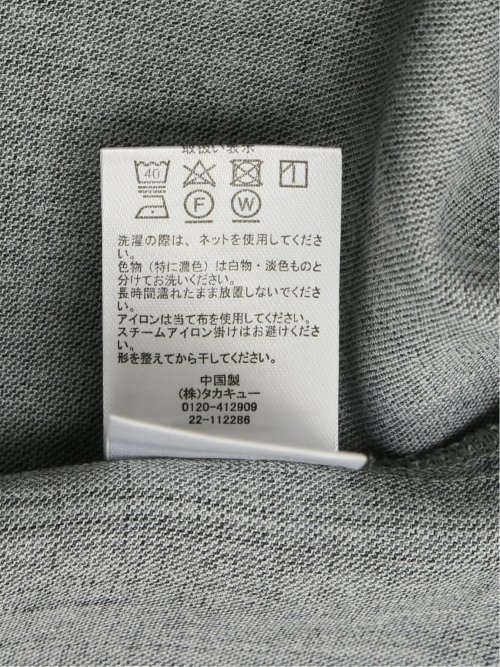 取扱い表示
40
F W
洗濯の際は、ネットを使用してくださ
い。
色物（特に濃色）は白物・淡色ものと
分けてお洗いください。
長時間濡れたまま放置しないでくださ
い。
アイロンは当て布を使用してください。
スチームアイロン掛けはお避けくださ
い。
形を整えてから干してください。
中国製
(株)タカキュー
0120-412909
22-112286